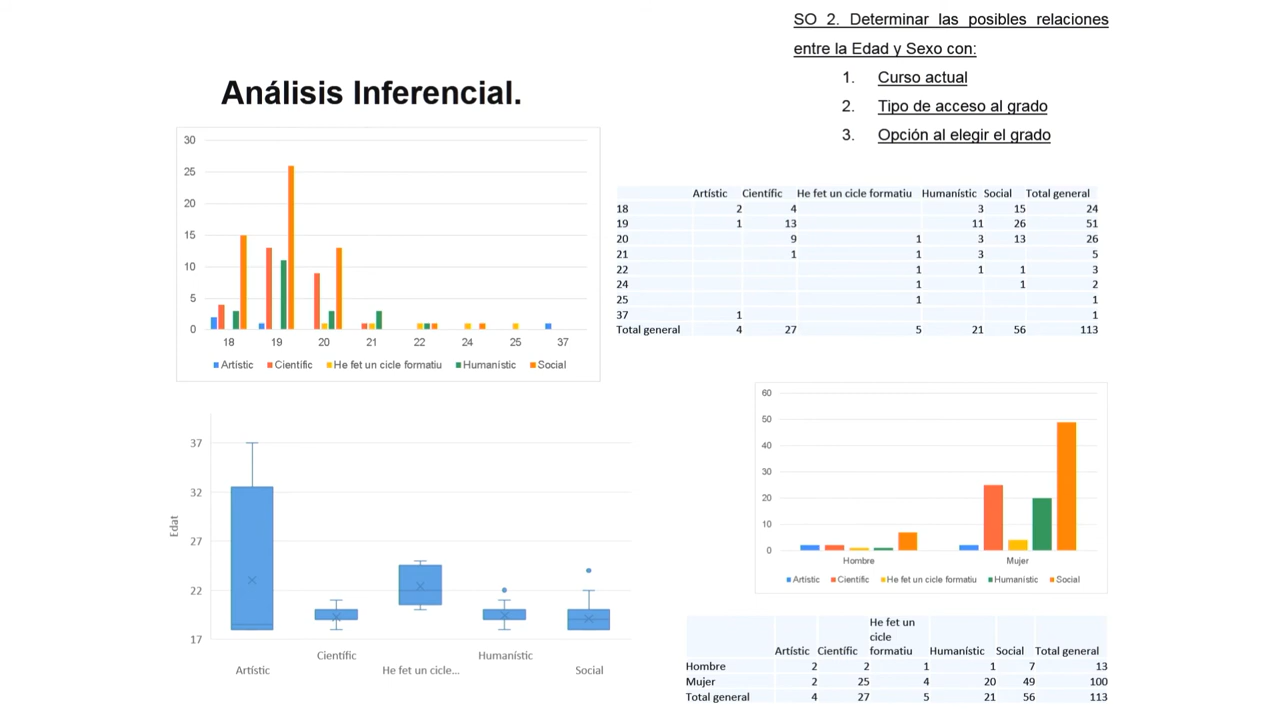 SO 2. Determinar las posibles relaciones
entre la Edad y Sexo con:
1. Curso actual
2. Tipo de acceso al grado
3. Opción al elegir el grado
Análisis Inferencial.
30
25
20
15
10
5
0
18 19 20 21 22 24 25 37
Artístic Científic He fet un cicle formatiu Humanístic Social
Artístic Científic He fet un cicle formatiu Humanístic Social Total general
18 2 4 3 15 24
19 1 13 11 26 51
20 9 1 3 13 26
21 1 1 3 5
22 1 1 1 3
24 1 1 2
25 1 1
37 1 1
Total general 4 27 5 21 56 113
37
32
27
22
17
Edat
Artístic Científic He fet un cicle... Humanístic Social
60
50
40
30
20
10
0
Hombre Mujer
Artístic Científic He fet un cicle formatiu Humanístic Social
He fet un
cicle
Artístic Científic formatiu Humanístic Social Total general
Hombre 2 2 1 1 7 13
Mujer 2 25 4 20 49 100
Total general 4 27 5 21 56 113